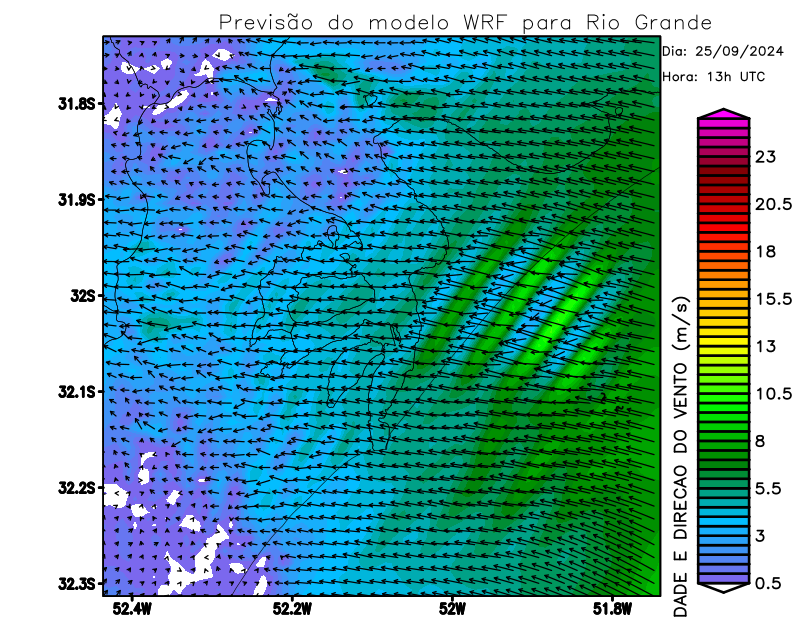 Previsão do modelo WRF para Rio Grande
Dia: 25/09/2024
Hora: 13h UTC
31.8S
31.9S
32S
32.1S
32.2S
32.3S
52.4W
52.2W
52W
51.8W
23
20.5
18
15.5
13
10.5
8
5.5
3
0.5
DADE E DIRECAO DO VENTO (m/s)